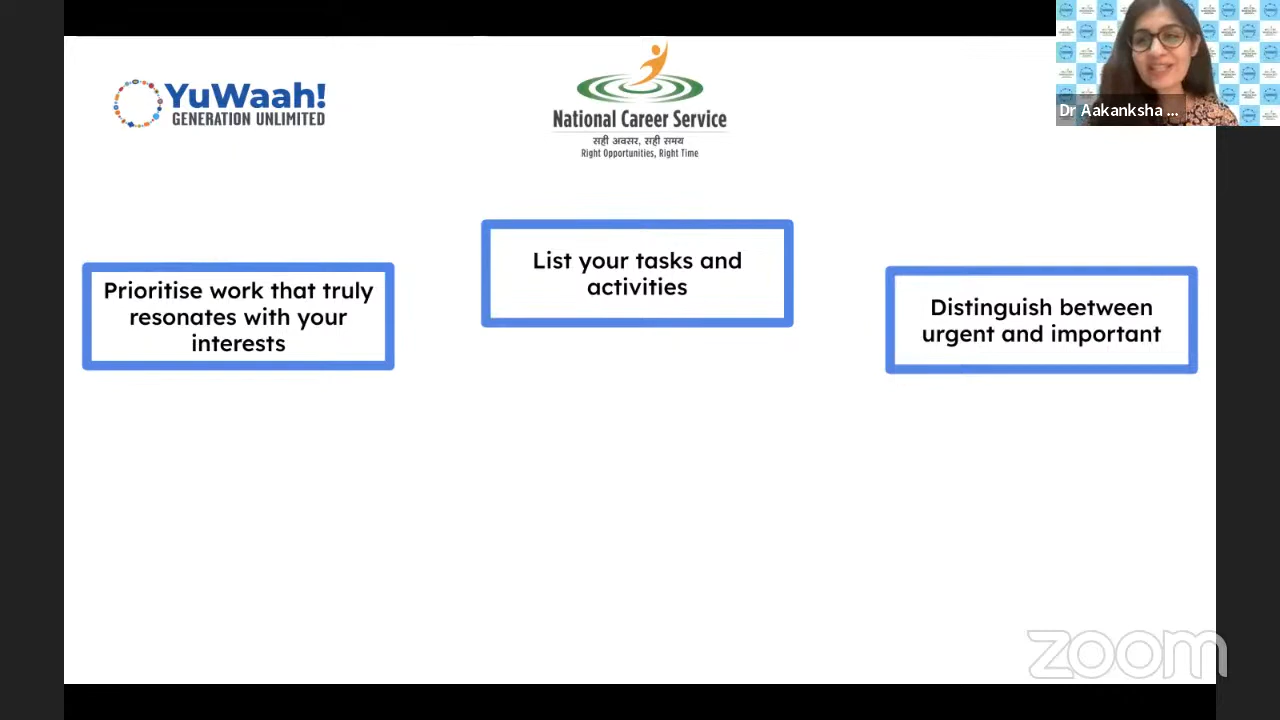 YuWaah!
GENERATION UNLIMITED
National Career Service
सही अवसर, सही समय
Right Opportunities, Right Time
Dr Aakanksha ...
Prioritise work that truly
resonates with your
interests
List your tasks and
activities
Distinguish between
urgent and important
zoom